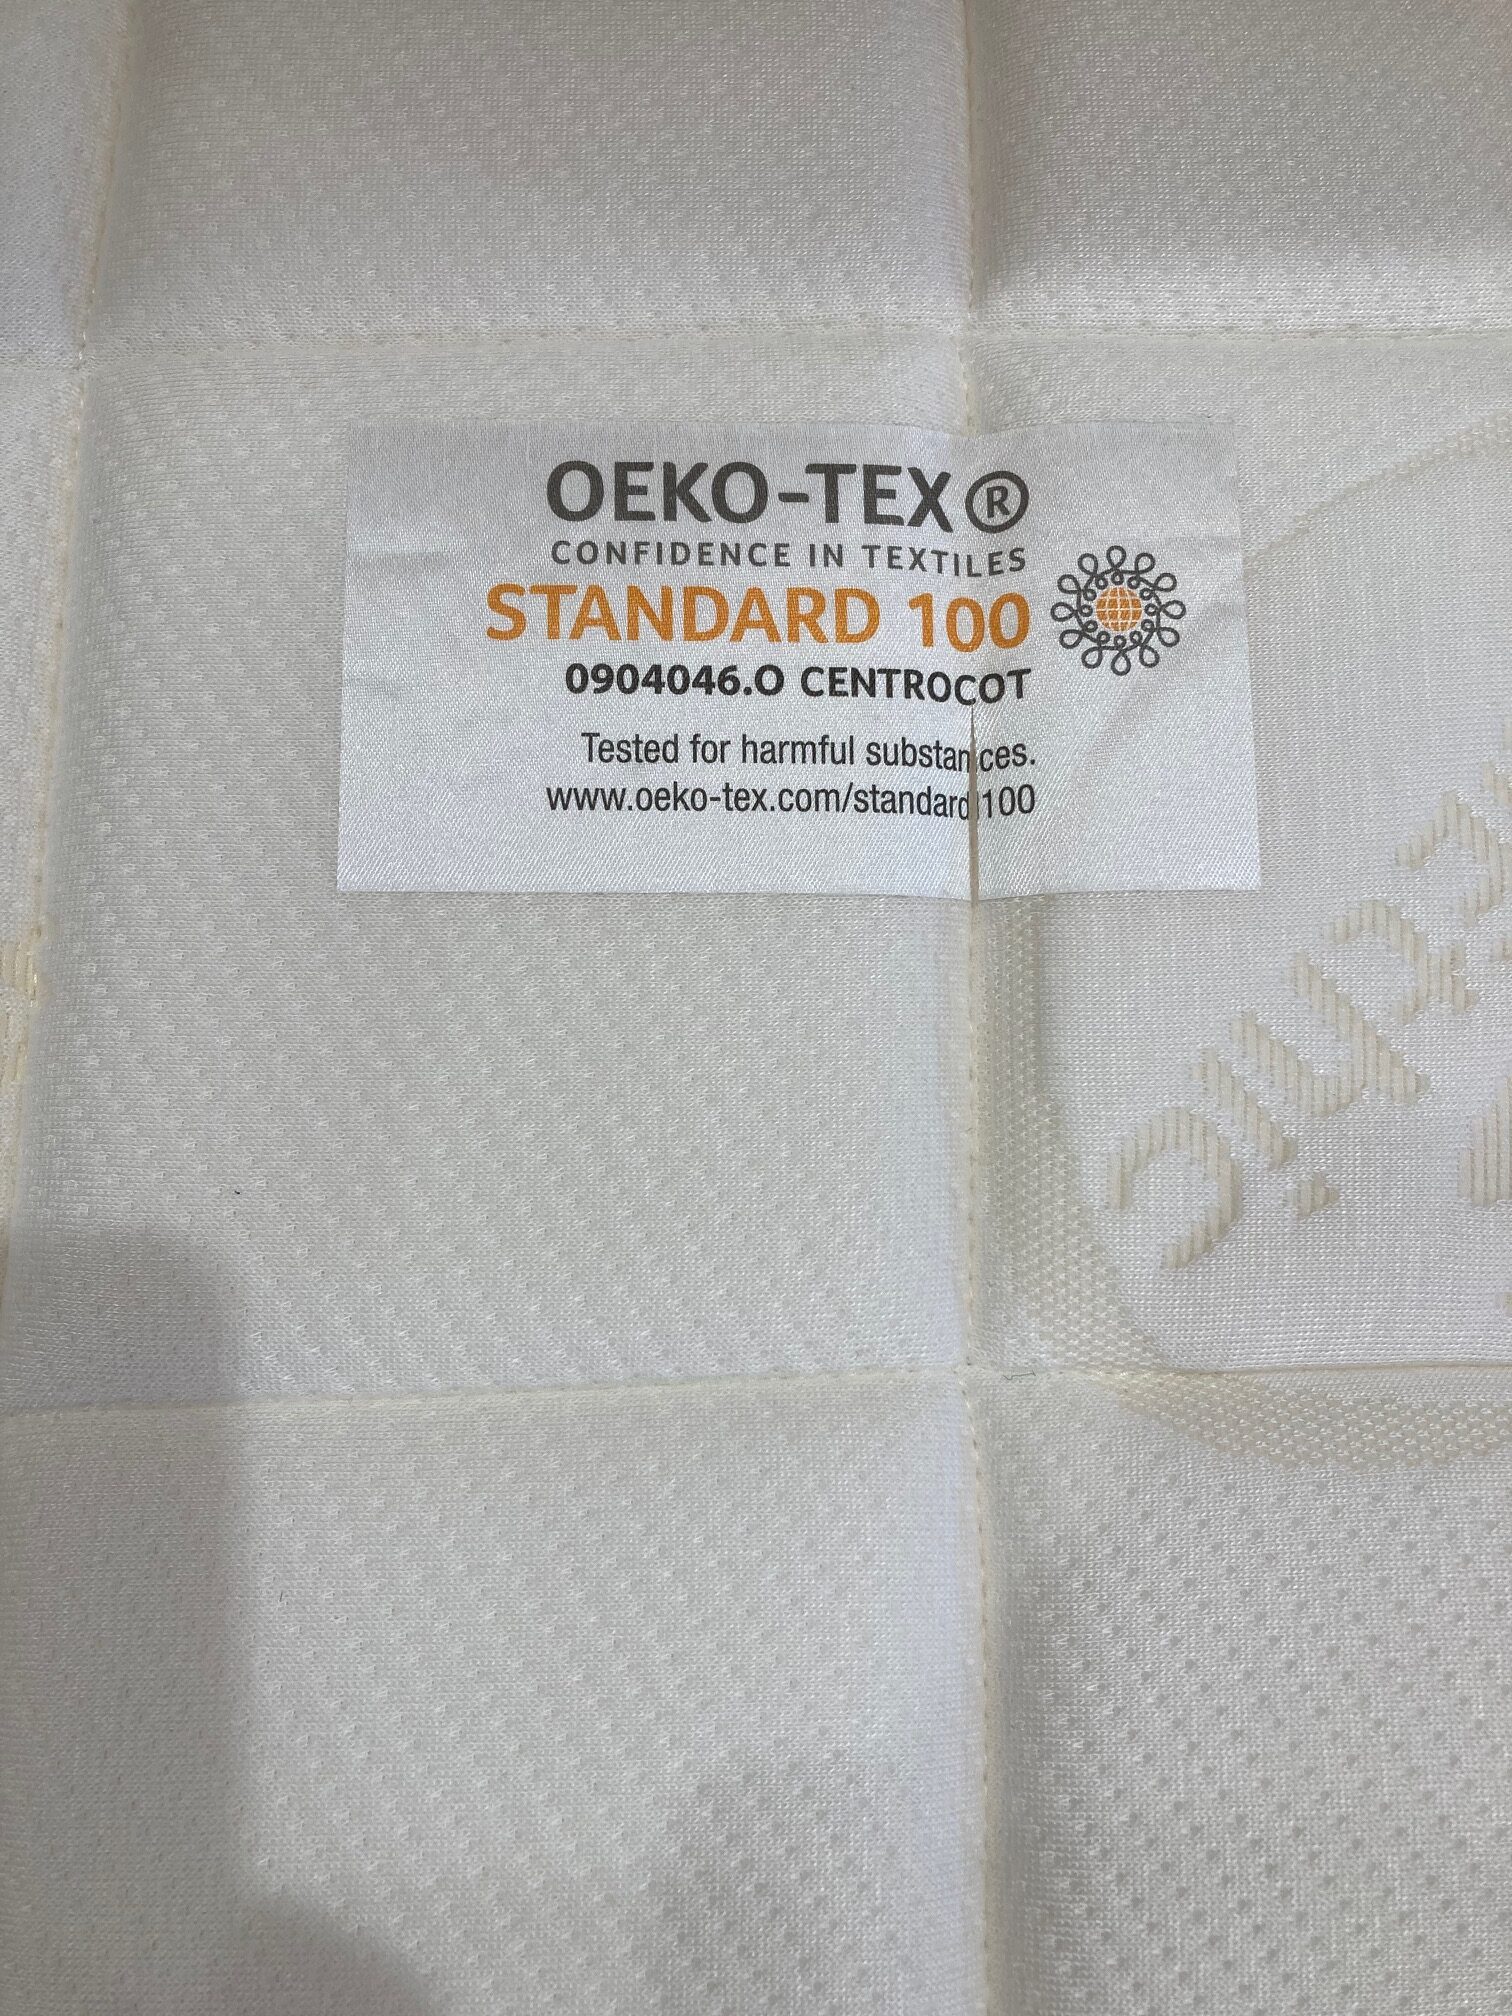 OEKO-TEX®
CONFIDENCE IN TEXTILES
STANDARD 100
0904046.O CENTROCOT
Tested for harmful substances.
www.oeko-tex.com/standard100